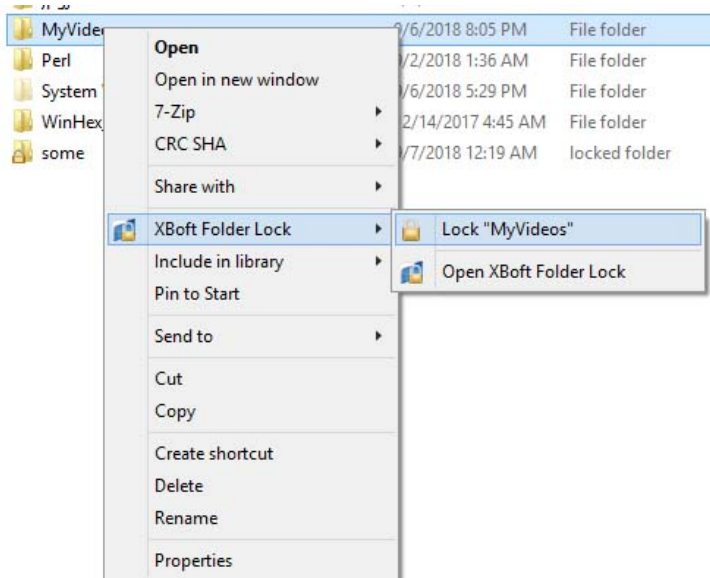 MyVideo 9/6/2018 8:05 PM File folder
Perl 9/2/2018 1:36 AM File folder
System 9/6/2018 5:29 PM File folder
WinHex 2/14/2017 4:45 AM File folder
some 9/7/2018 12:19 AM locked folder
Open
Open in new window
7-Zip
CRC SHA
Share with
XBoft Folder Lock
Include in library
Pin to Start
Send to
Cut
Copy
Create shortcut
Delete
Rename
Properties
Lock "MyVideos"
Open XBoft Folder Lock